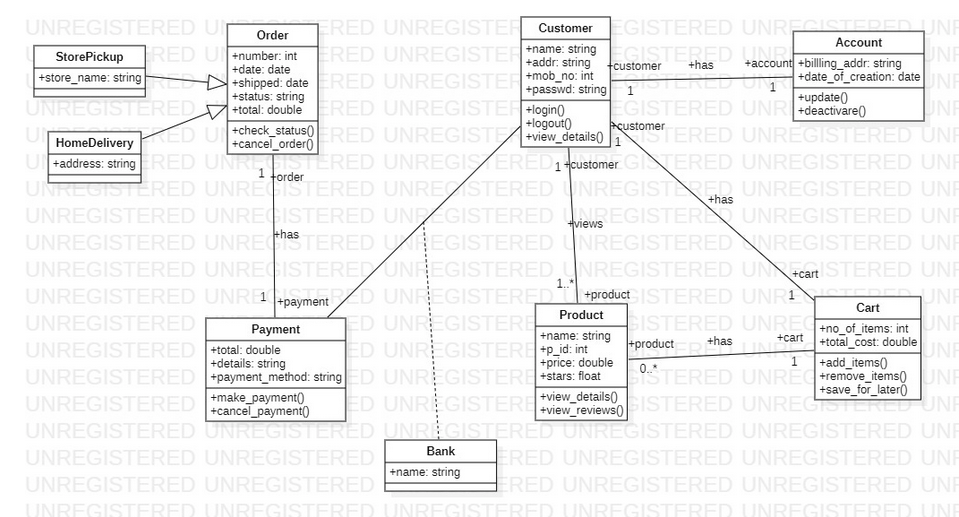 StorePickup
+store_name: string
HomeDelivery
+address: string
Order
+number: int
+date: date
+shipped: date
+status: string
+total: double
+check_status()
+cancel_order()
1
+order
+has
1
+payment
Payment
+total: double
+details: string
+payment_method: string
+make_payment()
+cancel_payment()
Customer
+name: string
+addr: string
+mob_no: int
+passwd: string
+login()
+logout()
+view_details()
+customer
+has
+account
1
1
Account
+billling_addr: string
+date_of_creation: date
+update()
+deactivare()
+customer
1
+has
+cart
1
1
+customer
+views
1..*
+product
Product
+name: string
+p_id: int
+price: double
+stars: float
+view_details()
+view_reviews()
+product
+has
+cart
0..*
1
Cart
+no_of_items: int
+total_cost: double
+add_items()
+remove_items()
+save_for_later()
Bank
+name: string
UNREGISTERED UNREGISTERED UNREGISTERED UNREGISTERED UNREGISTERED